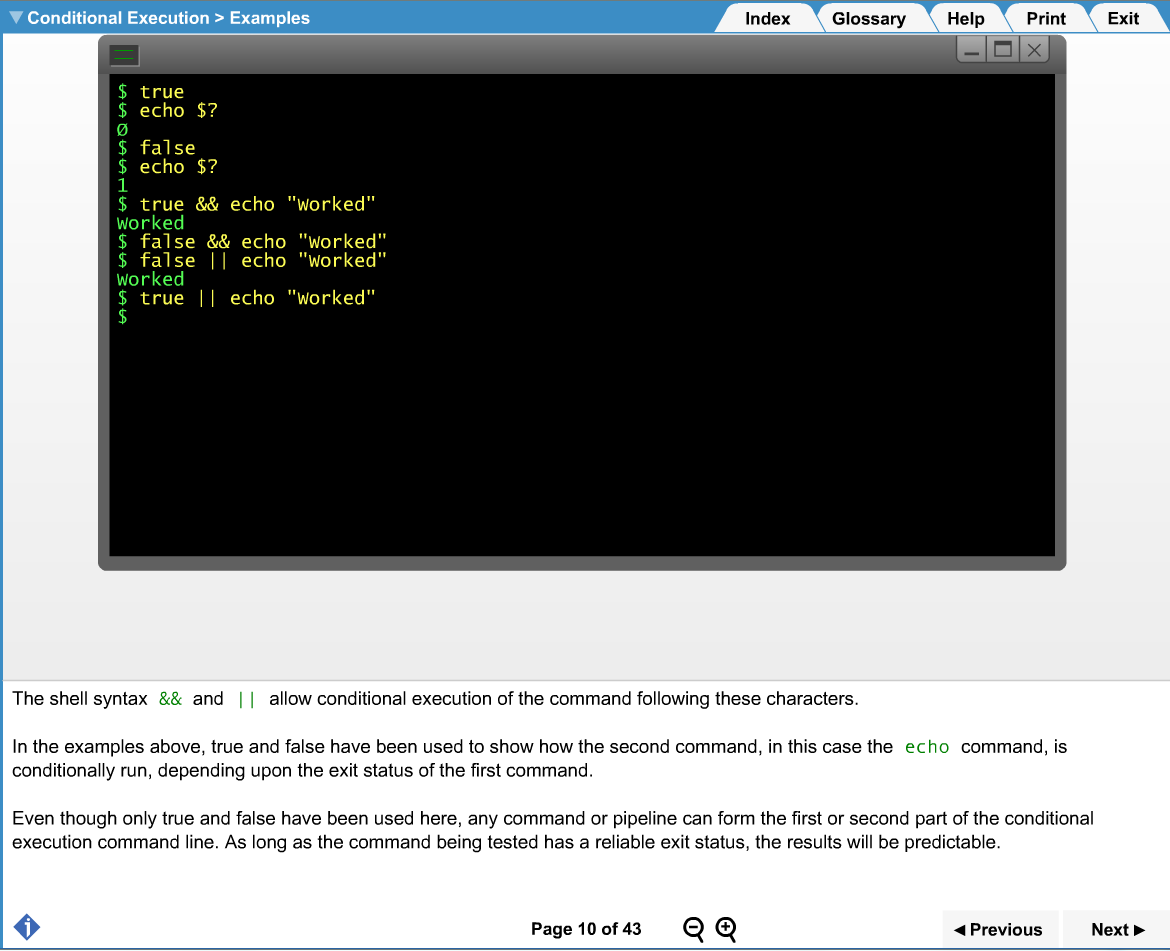 Conditional Execution > Examples
Index
Glossary
Help
Print
Exit
$ true
$ echo $?
0
$ false
$ echo $?
1
$ true && echo "Worked"
Worked
$ false && echo "Worked"
$ false || echo "Worked"
Worked
$ true || echo "Worked"
$
The shell syntax && and || allow conditional execution of the command following these characters.
In the examples above, true and false have been used to show how the second command, in this case the echo command, is
conditionally run, depending upon the exit status of the first command.
Even though only true and false have been used here, any command or pipeline can form the first or second part of the conditional
execution command line. As long as the command being tested has a reliable exit status, the results will be predictable.
i
Page 10 of 43
Previous
Next